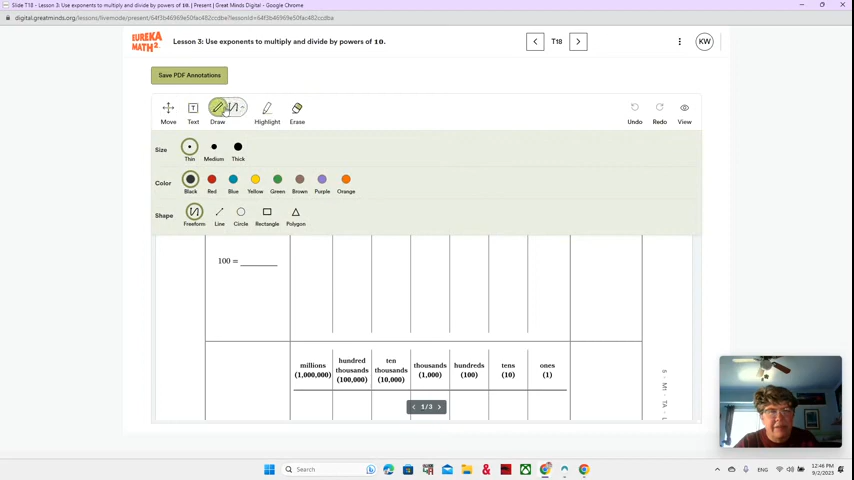 Slide T18 - Lesson 3: Use exponents to multiply and divide by powers of 10. | Present | Great Minds Digital - Google Chrome
digital.greatminds.org/lessons/livemode/present/64f3b46969e50fac482ccdbe?lessonId=64f3b46969e50fac482ccdba
EUREKA MATH²
Lesson 3: Use exponents to multiply and divide by powers of 10.
T18
KW
Save PDF Annotations
Move
Text
Draw
Highlight
Erase
Undo
Redo
View
Size
Thin
Medium
Thick
Color
Black
Red
Blue
Yellow
Green
Brown
Purple
Orange
Shape
Freeform
Line
Circle
Rectangle
Polygon
100 = ________
millions (1,000,000)
hundred thousands (100,000)
ten thousands (10,000)
thousands (1,000)
hundreds (100)
tens (10)
ones (1)
1/3
Search
ENG
12:46 PM
9/2/2023